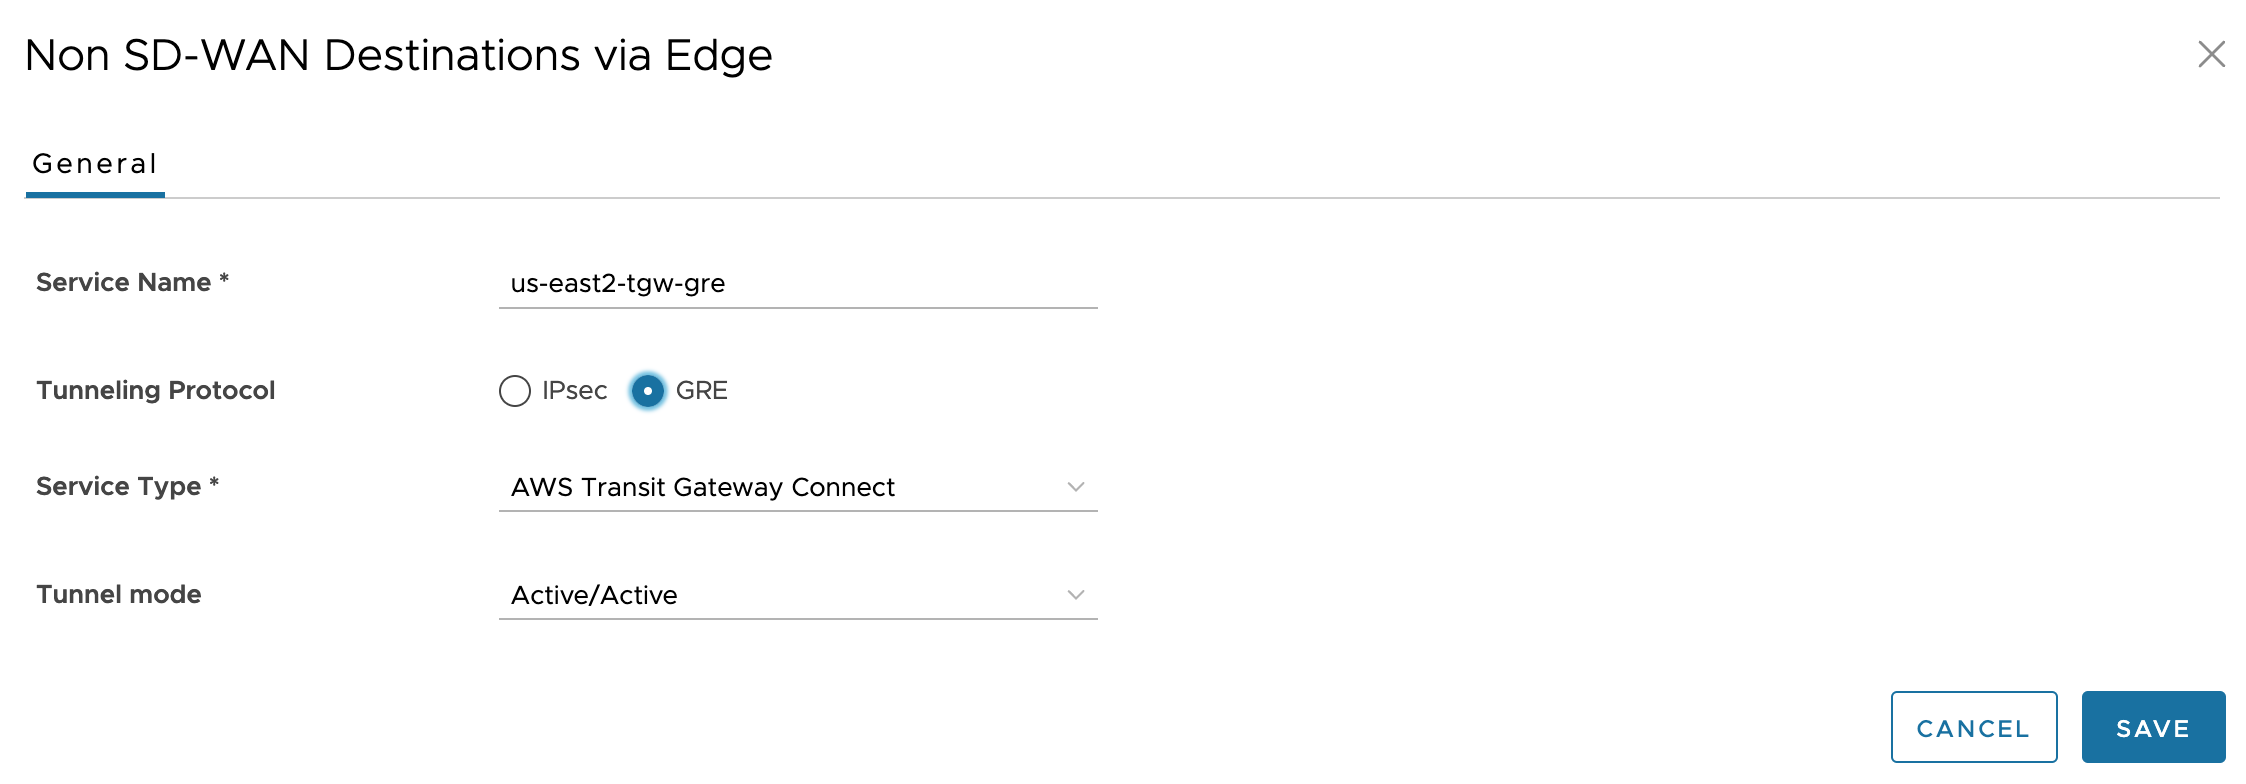 Non SD-WAN Destinations via Edge
General
Service Name * us-east2-tgw-gre
Tunneling Protocol IPsec GRE
Service Type * AWS Transit Gateway Connect
Tunnel mode Active/Active
CANCEL SAVE